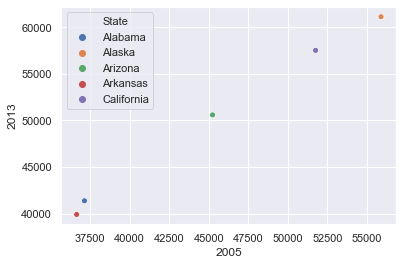 State
Alabama
Alaska
Arizona
Arkansas
California
60000
55000
50000
45000
40000
2013
37500 40000 42500 45000 47500 50000 52500 55000
2005